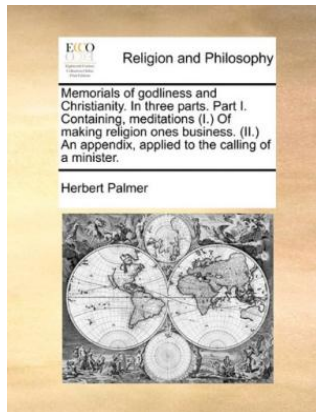 ECCO
Religion and Philosophy
Memorials of godliness and
Christianity. In three parts. Part I.
Containing, meditations (I.) Of
making religion ones business. (II.)
An appendix, applied to the calling of
a minister.
Herbert Palmer